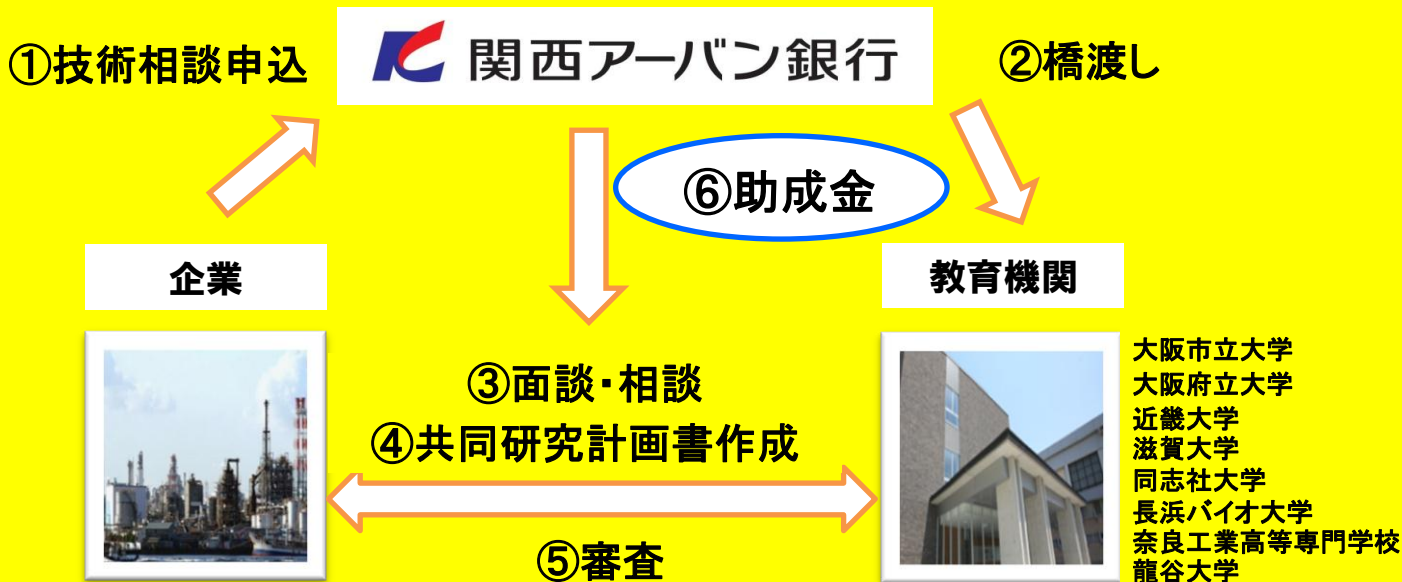 ①技術相談申込
関西アーバン銀行
②橋渡し
⑥助成金
企業
教育機関
③面談・相談
④共同研究計画書作成
⑤審査
大阪市立大学
大阪府立大学
近畿大学
滋賀大学
同志社大学
長浜バイオ大学
奈良工業高等専門学校
龍谷大学